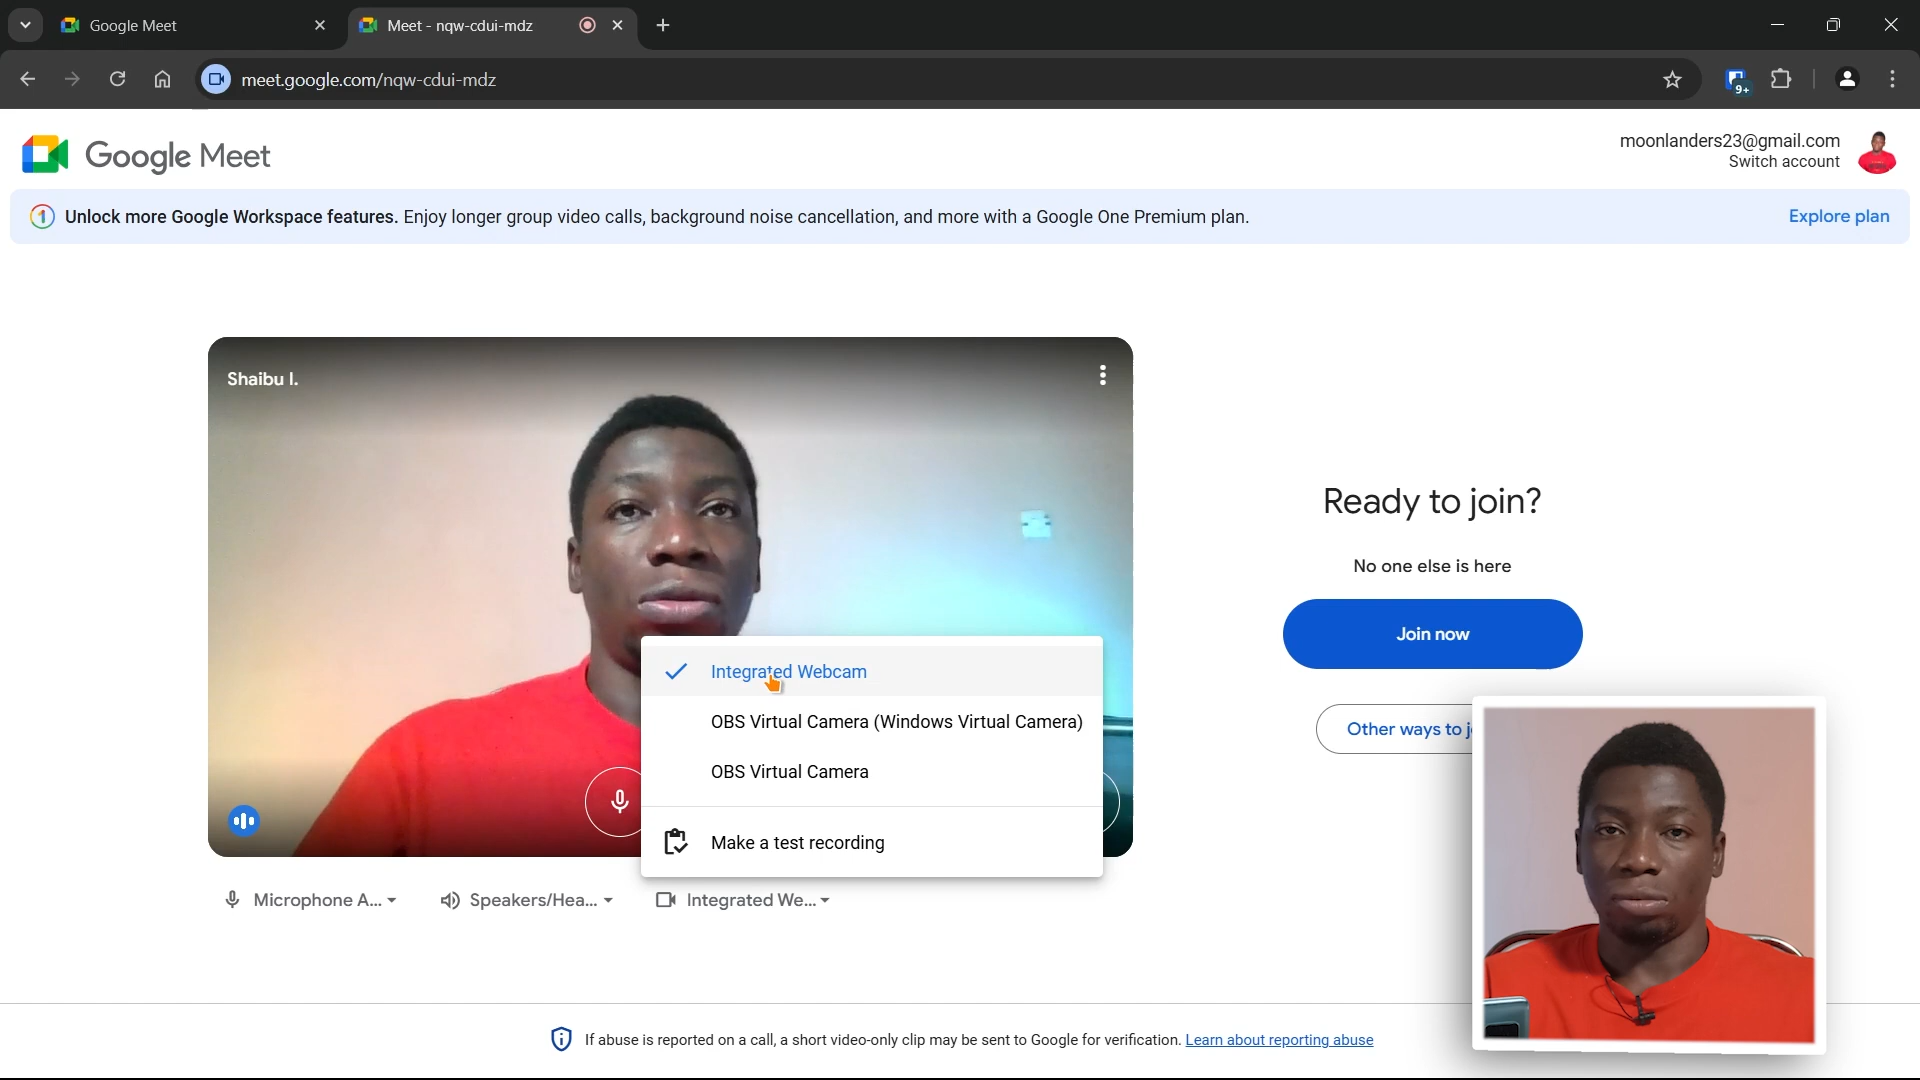 Google Meet
Meet - nqw-cdui-mdz
meet.google.com/nqw-cdui-mdz
9+
Google Meet
moonlanders23@gmail.com
Switch account
Unlock more Google Workspace features. Enjoy longer group video calls, background noise cancellation, and more with a Google One Premium plan.
Explore plan
Shaibu I.
Ready to join?
No one else is here
Join now
Integrated Webcam
OBS Virtual Camera (Windows Virtual Camera)
Other ways to j
OBS Virtual Camera
Make a test recording
Microphone A...
Speakers/Hea...
Integrated We...
If abuse is reported on a call, a short video-only clip may be sent to Google for verification. Learn about reporting abuse